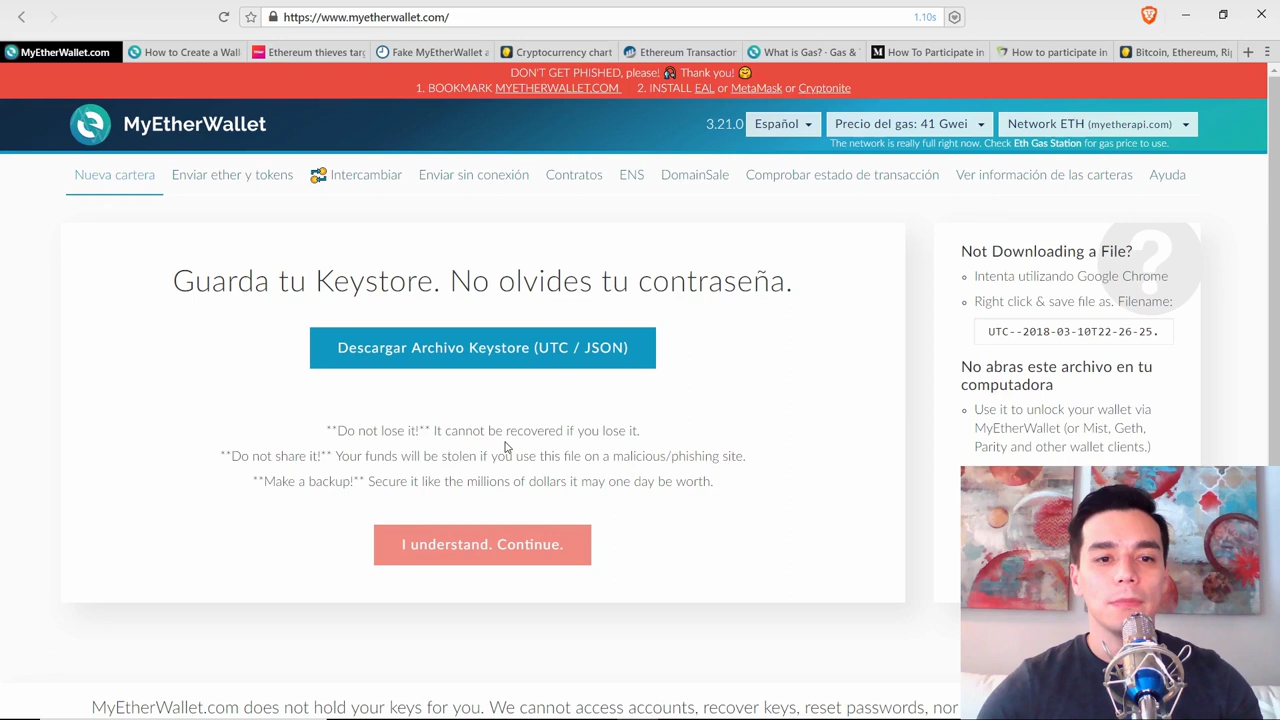 https://www.myetherwallet.com/
1.10s
MyEtherWallet.com
How to Create a Wall
Ethereum thieves targ
Fake MyEtherWallet a
Cryptocurrency chart
Ethereum Transaction
What is Gas? · Gas &
How To Participate in
How to participate in
Bitcoin, Ethereum, Rip
DON'T GET PHISHED, please! Thank you!
1. BOOKMARK MYETHERWALLET.COM 2. INSTALL EAL or MetaMask or Cryptonite
MyEtherWallet
3.21.0
Español
Precio del gas: 41 Gwei
Network ETH (myetherapi.com)
The network is really full right now. Check Eth Gas Station for gas price to use.
Nueva cartera
Enviar ether y tokens
Intercambiar
Enviar sin conexión
Contratos
ENS
DomainSale
Comprobar estado de transacción
Ver información de las carteras
Ayuda
Guarda tu Keystore. No olvides tu contraseña.
Descargar Archivo Keystore (UTC / JSON)
**Do not lose it!** It cannot be recovered if you lose it.
**Do not share it!** Your funds will be stolen if you use this file on a malicious/phishing site.
**Make a backup!** Secure it like the millions of dollars it may one day be worth.
I understand. Continue.
?
Not Downloading a File?
Intenta utilizando Google Chrome
Right click & save file as. Filename:
UTC--2018-03-10T22-26-25.
No abras este archivo en tu
computadora
Use it to unlock your wallet via
MyEtherWallet (or Mist, Geth,
Parity and other wallet clients.)
MyEtherWallet.com does not hold your keys for you. We cannot access accounts, recover keys, reset passwords, nor